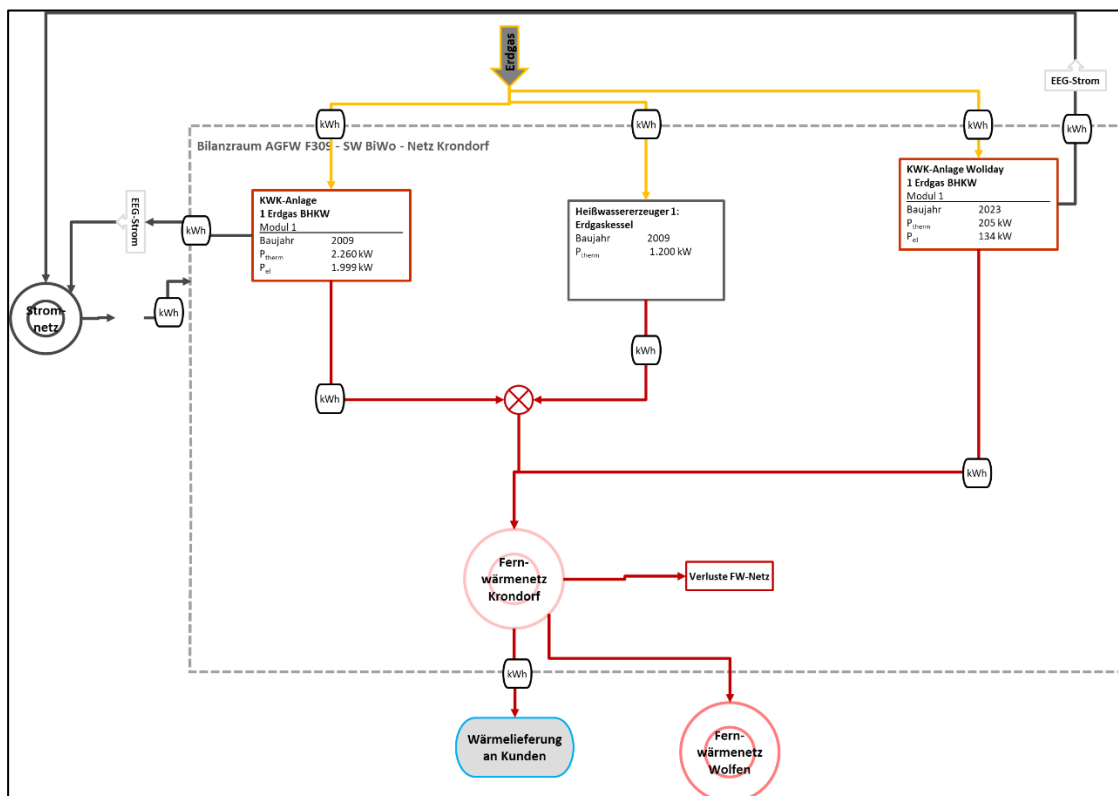 Erdgas
EEG-Strom
kWh
kWh
kWh
kWh
Bilanzraum AGFW F309 - SW BiWo - Netz Krondorf
KWK-Anlage
1 Erdgas BHKW
Modul 1
Baujahr 2009
Ptherm 2.260 kW
Pel 1.999 kW
Heißwassererzeuger 1:
Erdgaskessel
Baujahr 2009
Ptherm 1.200 kW
KWK-Anlage Woliday
1 Erdgas BHKW
Modul 1
Baujahr 2023
Ptherm 205 kW
Pel 134 kW
EEG-Strom
kWh
Strom-
netz
kWh
kWh
kWh
kWh
Fern-
wärmenetz
Krondorf
Verluste FW-Netz
kWh
Wärmelieferung
an Kunden
Fern-
wärmenetz
Wolfen